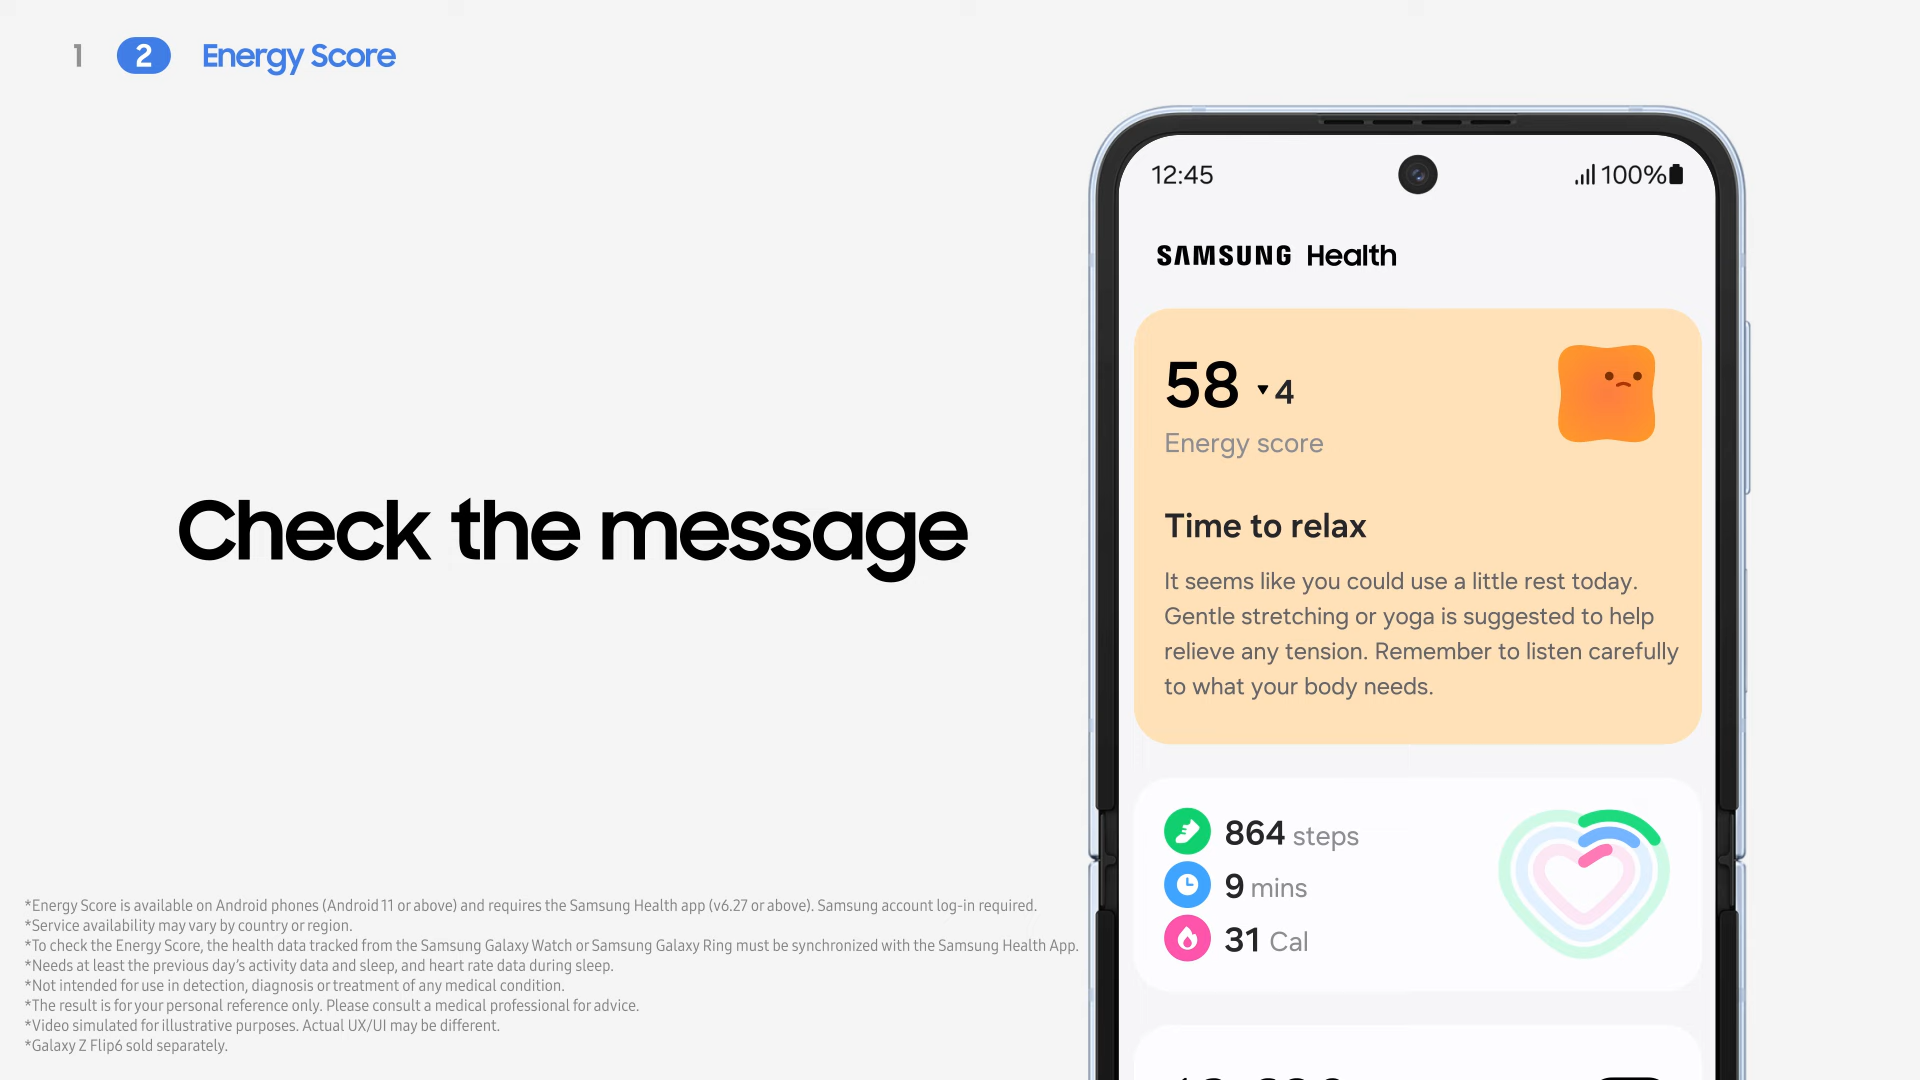 1 2 Energy Score
12:45 100%
SAMSUNG Health
58 ▼4
Energy score
Check the message
Time to relax
It seems like you could use a little rest today.
Gentle stretching or yoga is suggested to help
relieve any tension. Remember to listen carefully
to what your body needs.
864 steps
9 mins
31 Cal
*Energy Score is available on Android phones (Android 11 or above) and requires the Samsung Health app (v6.27 or above). Samsung account log-in required.
*Service availability may vary by country or region.
*To check the Energy Score, the health data tracked from the Samsung Galaxy Watch or Samsung Galaxy Ring must be synchronized with the Samsung Health App.
*Needs at least the previous day's activity data and sleep, and heart rate data during sleep.
*Not intended for use in detection, diagnosis or treatment of any medical condition.
*The result is for your personal reference only. Please consult a medical professional for advice.
*Video simulated for illustrative purposes. Actual UX/UI may be different.
*Galaxy Z Flip6 sold separately.